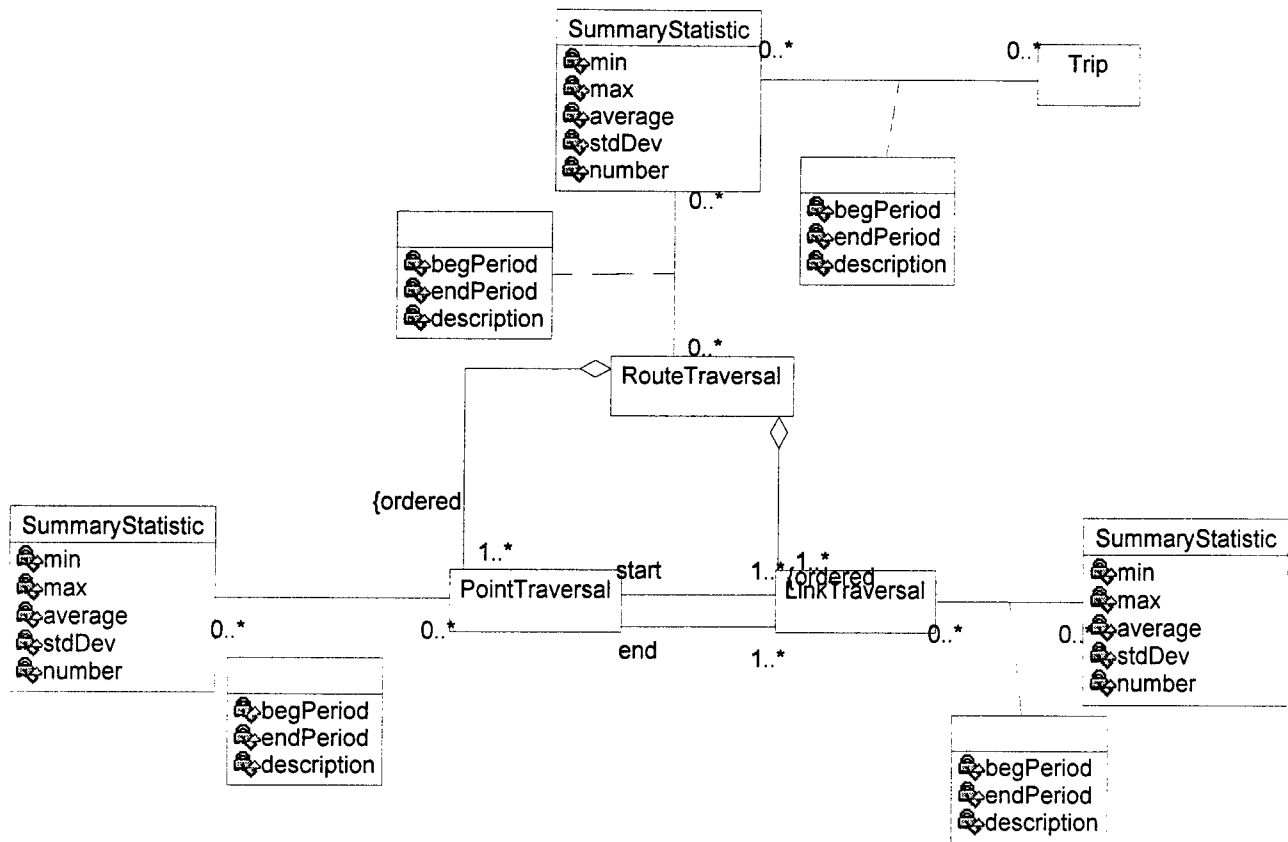 SummaryStatistic
min
max
average
stdDev
number
0..*
0..*
Trip
begPeriod
endPeriod
description
0..*
begPeriod
endPeriod
description
0..*
RouteTraversal
{ordered
1..*
SummaryStatistic
min
max
average
stdDev
number
0..*
0..*
PointTraversal
start
end
1..*
1..*
{ordered
LinkTraversal
1..*
0..*
0..*
SummaryStatistic
min
max
average
stdDev
number
begPeriod
endPeriod
description
begPeriod
endPeriod
description